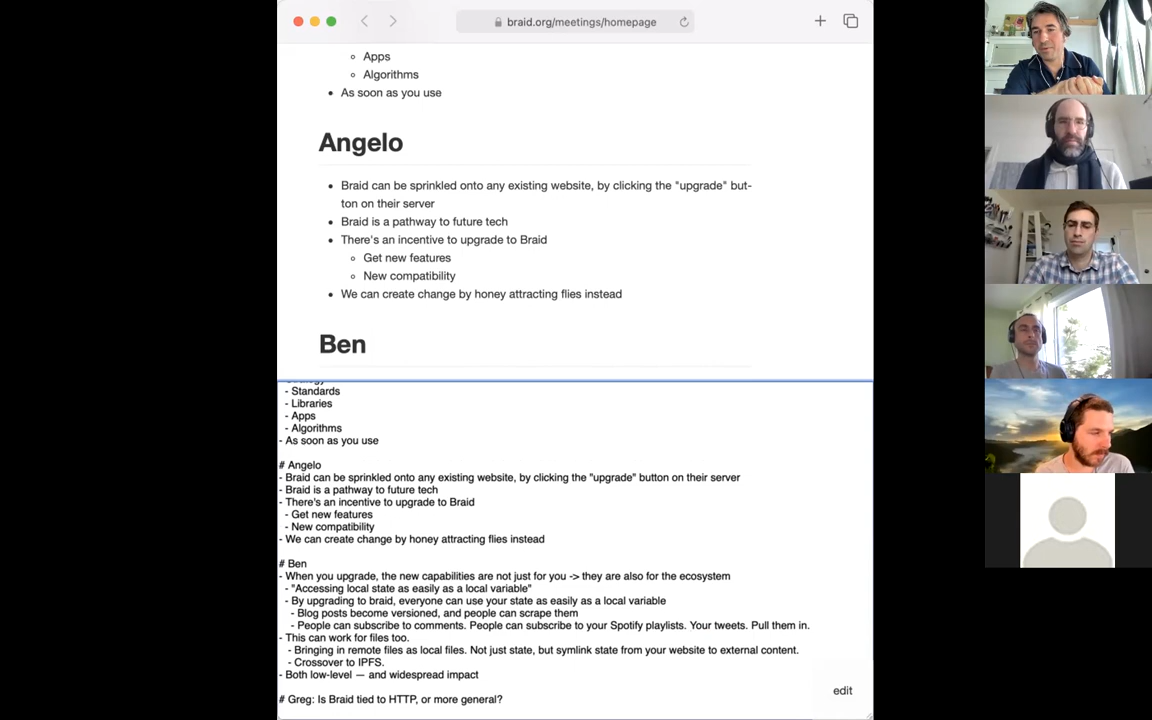 braid.org/meetings/homepage
Apps
Algorithms
As soon as you use
Angelo
Braid can be sprinkled onto any existing website, by clicking the "upgrade" but-
ton on their server
Braid is a pathway to future tech
There's an incentive to upgrade to Braid
Get new features
New compatibility
We can create change by honey attracting flies instead
Ben
- Standards
- Libraries
- Apps
- Algorithms
- As soon as you use
# Angelo
- Braid can be sprinkled onto any existing website, by clicking the "upgrade" button on their server
- Braid is a pathway to future tech
- There's an incentive to upgrade to Braid
- Get new features
- New compatibility
- We can create change by honey attracting flies instead
# Ben
- When you upgrade, the new capabilities are not just for you -> they are also for the ecosystem
- "Accessing local state as easily as a local variable"
- By upgrading to braid, everyone can use your state as easily as a local variable
- Blog posts become versioned, and people can scrape them
- People can subscribe to comments. People can subscribe to your Spotify playlists. Your tweets. Pull them in.
- This can work for files too.
- Bringing in remote files as local files. Not just state, but symlink state from your website to external content.
- Crossover to IPFS.
- Both low-level — and widespread impact
edit
# Greg: Is Braid tied to HTTP, or more general?